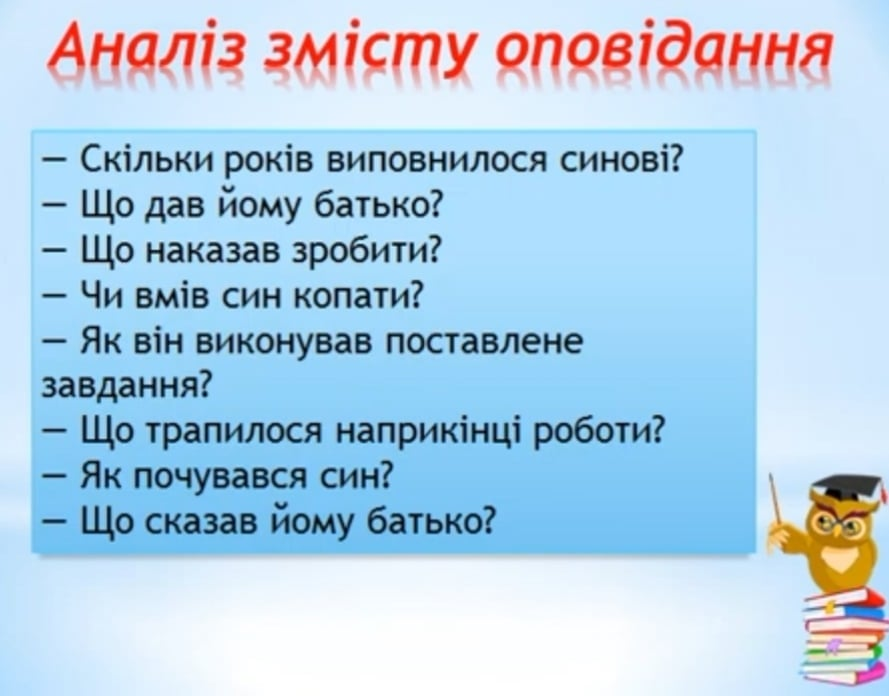 Аналіз змісту оповідання
— Скільки років виповнилося синові?
— Що дав йому батько?
— Що наказав зробити?
— Чи вмів син копати?
— Як він виконував поставлене
завдання?
— Що трапилося наприкінці роботи?
— Як почувався син?
— Що сказав йому батько?